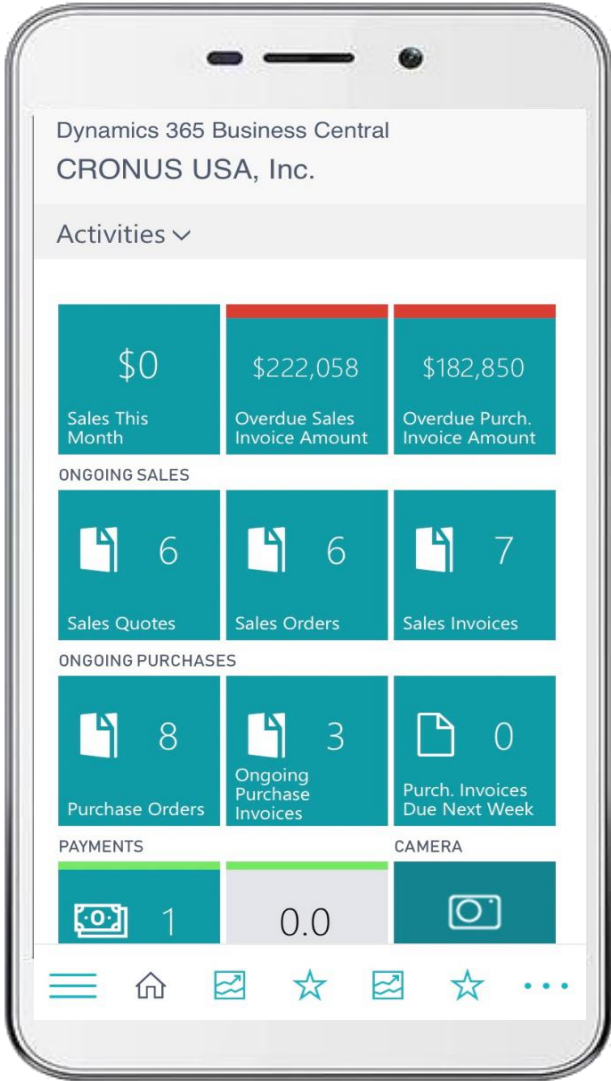 Dynamics 365 Business Central
CRONUS USA, Inc.
Activities
$0
Sales This
Month
$222,058
Overdue Sales
Invoice Amount
$182,850
Overdue Purch.
Invoice Amount
ONGOING SALES
6
Sales Quotes
6
Sales Orders
7
Sales Invoices
ONGOING PURCHASES
8
Purchase Orders
3
Ongoing
Purchase
Invoices
0
Purch. Invoices
Due Next Week
PAYMENTS
CAMERA
1
0.0